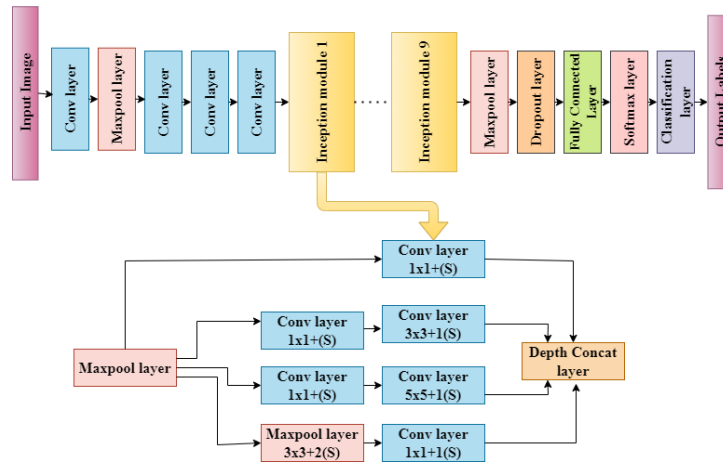 Input Image
Conv layer
Maxpool layer
Conv layer
Conv layer
Conv layer
Inception module 1
Inception module 9
Maxpool layer
Dropout layer
Fully Connected
Layer
Softmax layer
Classification
layer
Output Labels
Conv layer
1x1+(S)
Conv layer
1x1+(S)
Conv layer
3x3+1(S)
Maxpool layer
Depth Concat
layer
Conv layer
1x1+(S)
Conv layer
5x5+1(S)
Maxpool layer
3x3+2(S)
Conv layer
1x1+1(S)